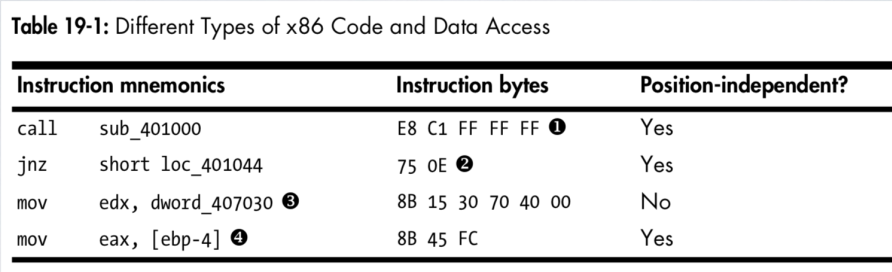 Table 19-1: Different Types of x86 Code and Data Access
Instruction mnemonics Instruction bytes Position-independent?
call sub_401000 E8 C1 FF FF FF ❶ Yes
jnz short loc_401044 75 0E ❷ Yes
mov edx, dword_407030 ❸ 8B 15 30 70 40 00 No
mov eax, [ebp-4] ❹ 8B 45 FC Yes